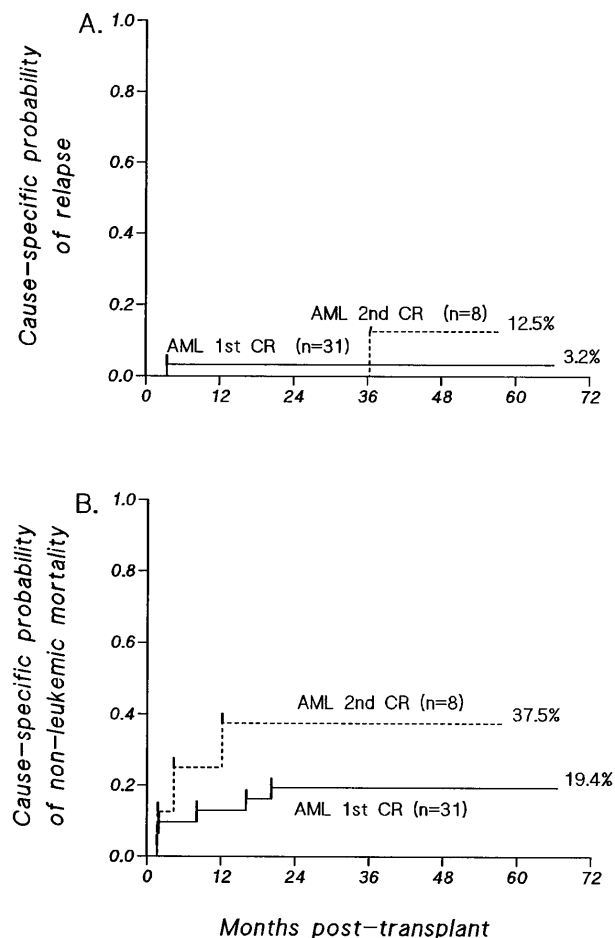 A.
Cause-specific probability
of relapse
1.0
0.8
0.6
0.4
0.2
0.0
AML 2nd CR (n=8)
12.5%
AML 1st CR (n=31)
3.2%
0 12 24 36 48 60 72
B.
Cause-specific probability
of non-leukemic mortality
1.0
0.8
0.6
0.4
0.2
0.0
AML 2nd CR (n=8)
37.5%
19.4%
AML 1st CR (n=31)
0 12 24 36 48 60 72
Months post-transplant